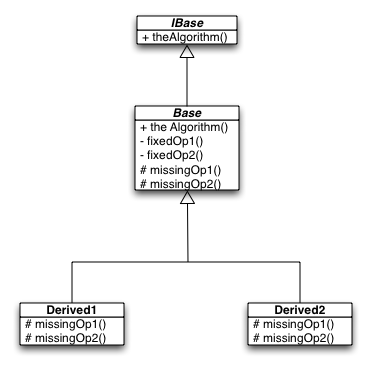 IBase
+ theAlgorithm()
Base
+ the Algorithm()
- fixedOp1()
- fixedOp2()
# missingOp1()
# missingOp2()
Derived1
# missingOp1()
# missingOp2()
Derived2
# missingOp1()
# missingOp2()